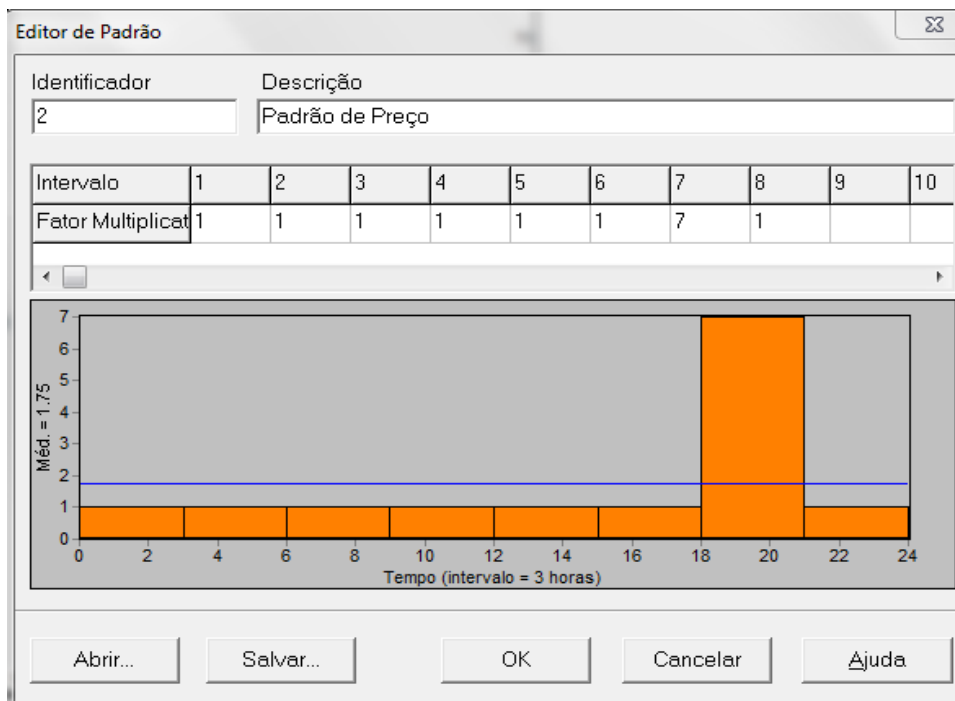 Editor de Padrão
Identificador Descrição
2 Padrão de Preço
Intervalo 1 2 3 4 5 6 7 8 9 10
Fator Multiplicat 1 1 1 1 1 1 7 1
7
6
5
4
3
2
1
0
Méd. = 1.75
0 2 4 6 8 10 12 14 16 18 20 22 24
Tempo (intervalo = 3 horas)
Abrir... Salvar... OK Cancelar Ajuda